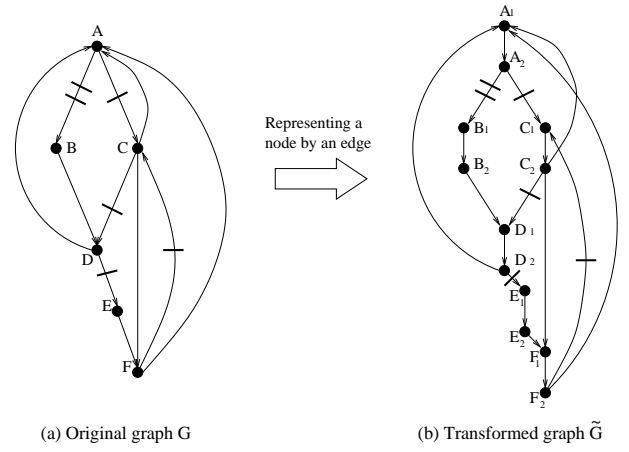 A
B
C
D
E
F
(a) Original graph G
Representing a
node by an edge
A1
A2
B1
C1
B2
C2
D1
D2
E1
E2
F1
F2
(b) Transformed graph G̃